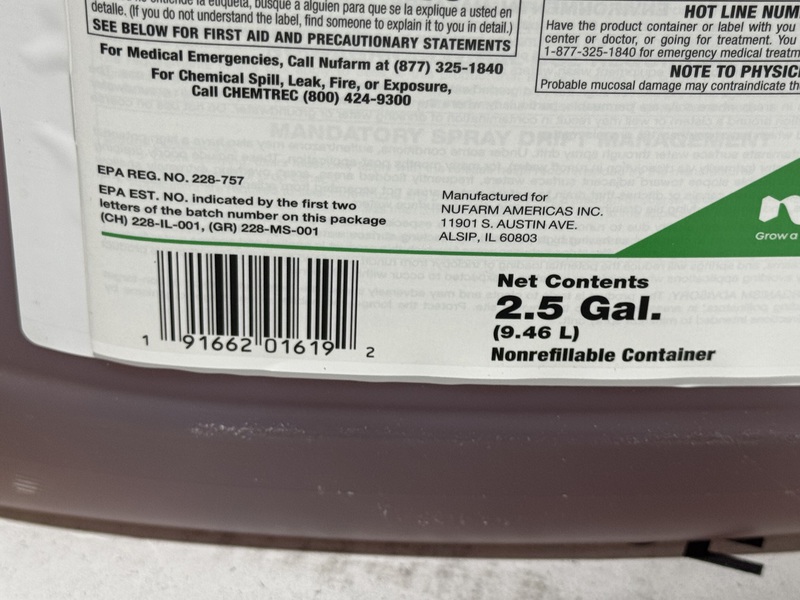 detalle. (If you do not understand the label, find someone to explain it to you in detail.)
SEE BELOW FOR FIRST AID AND PRECAUTIONARY STATEMENTS
For Medical Emergencies, Call Nufarm at (877) 325-1840
For Chemical Spill, Leak, Fire, or Exposure,
Call CHEMTREC (800) 424-9300
HOT LINE NUM
Have the product container or label with you
center or doctor, or going for treatment. You
1-877-325-1840 for emergency medical treatm
NOTE TO PHYSIC
Probable mucosal damage may contraindicate the
MANDATORY SPRAY DRIFT MANAGEMENT
EPA REG. NO. 228-757
EPA EST. NO. indicated by the first two
letters of the batch number on this package
(CH) 228-IL-001, (GR) 228-MS-001
Manufactured for
NUFARM AMERICAS INC.
11901 S. AUSTIN AVE.
ALSIP, IL 60803
Grow a
1 91662 01619 2
Net Contents
2.5 Gal.
(9.46 L)
Nonrefillable Container